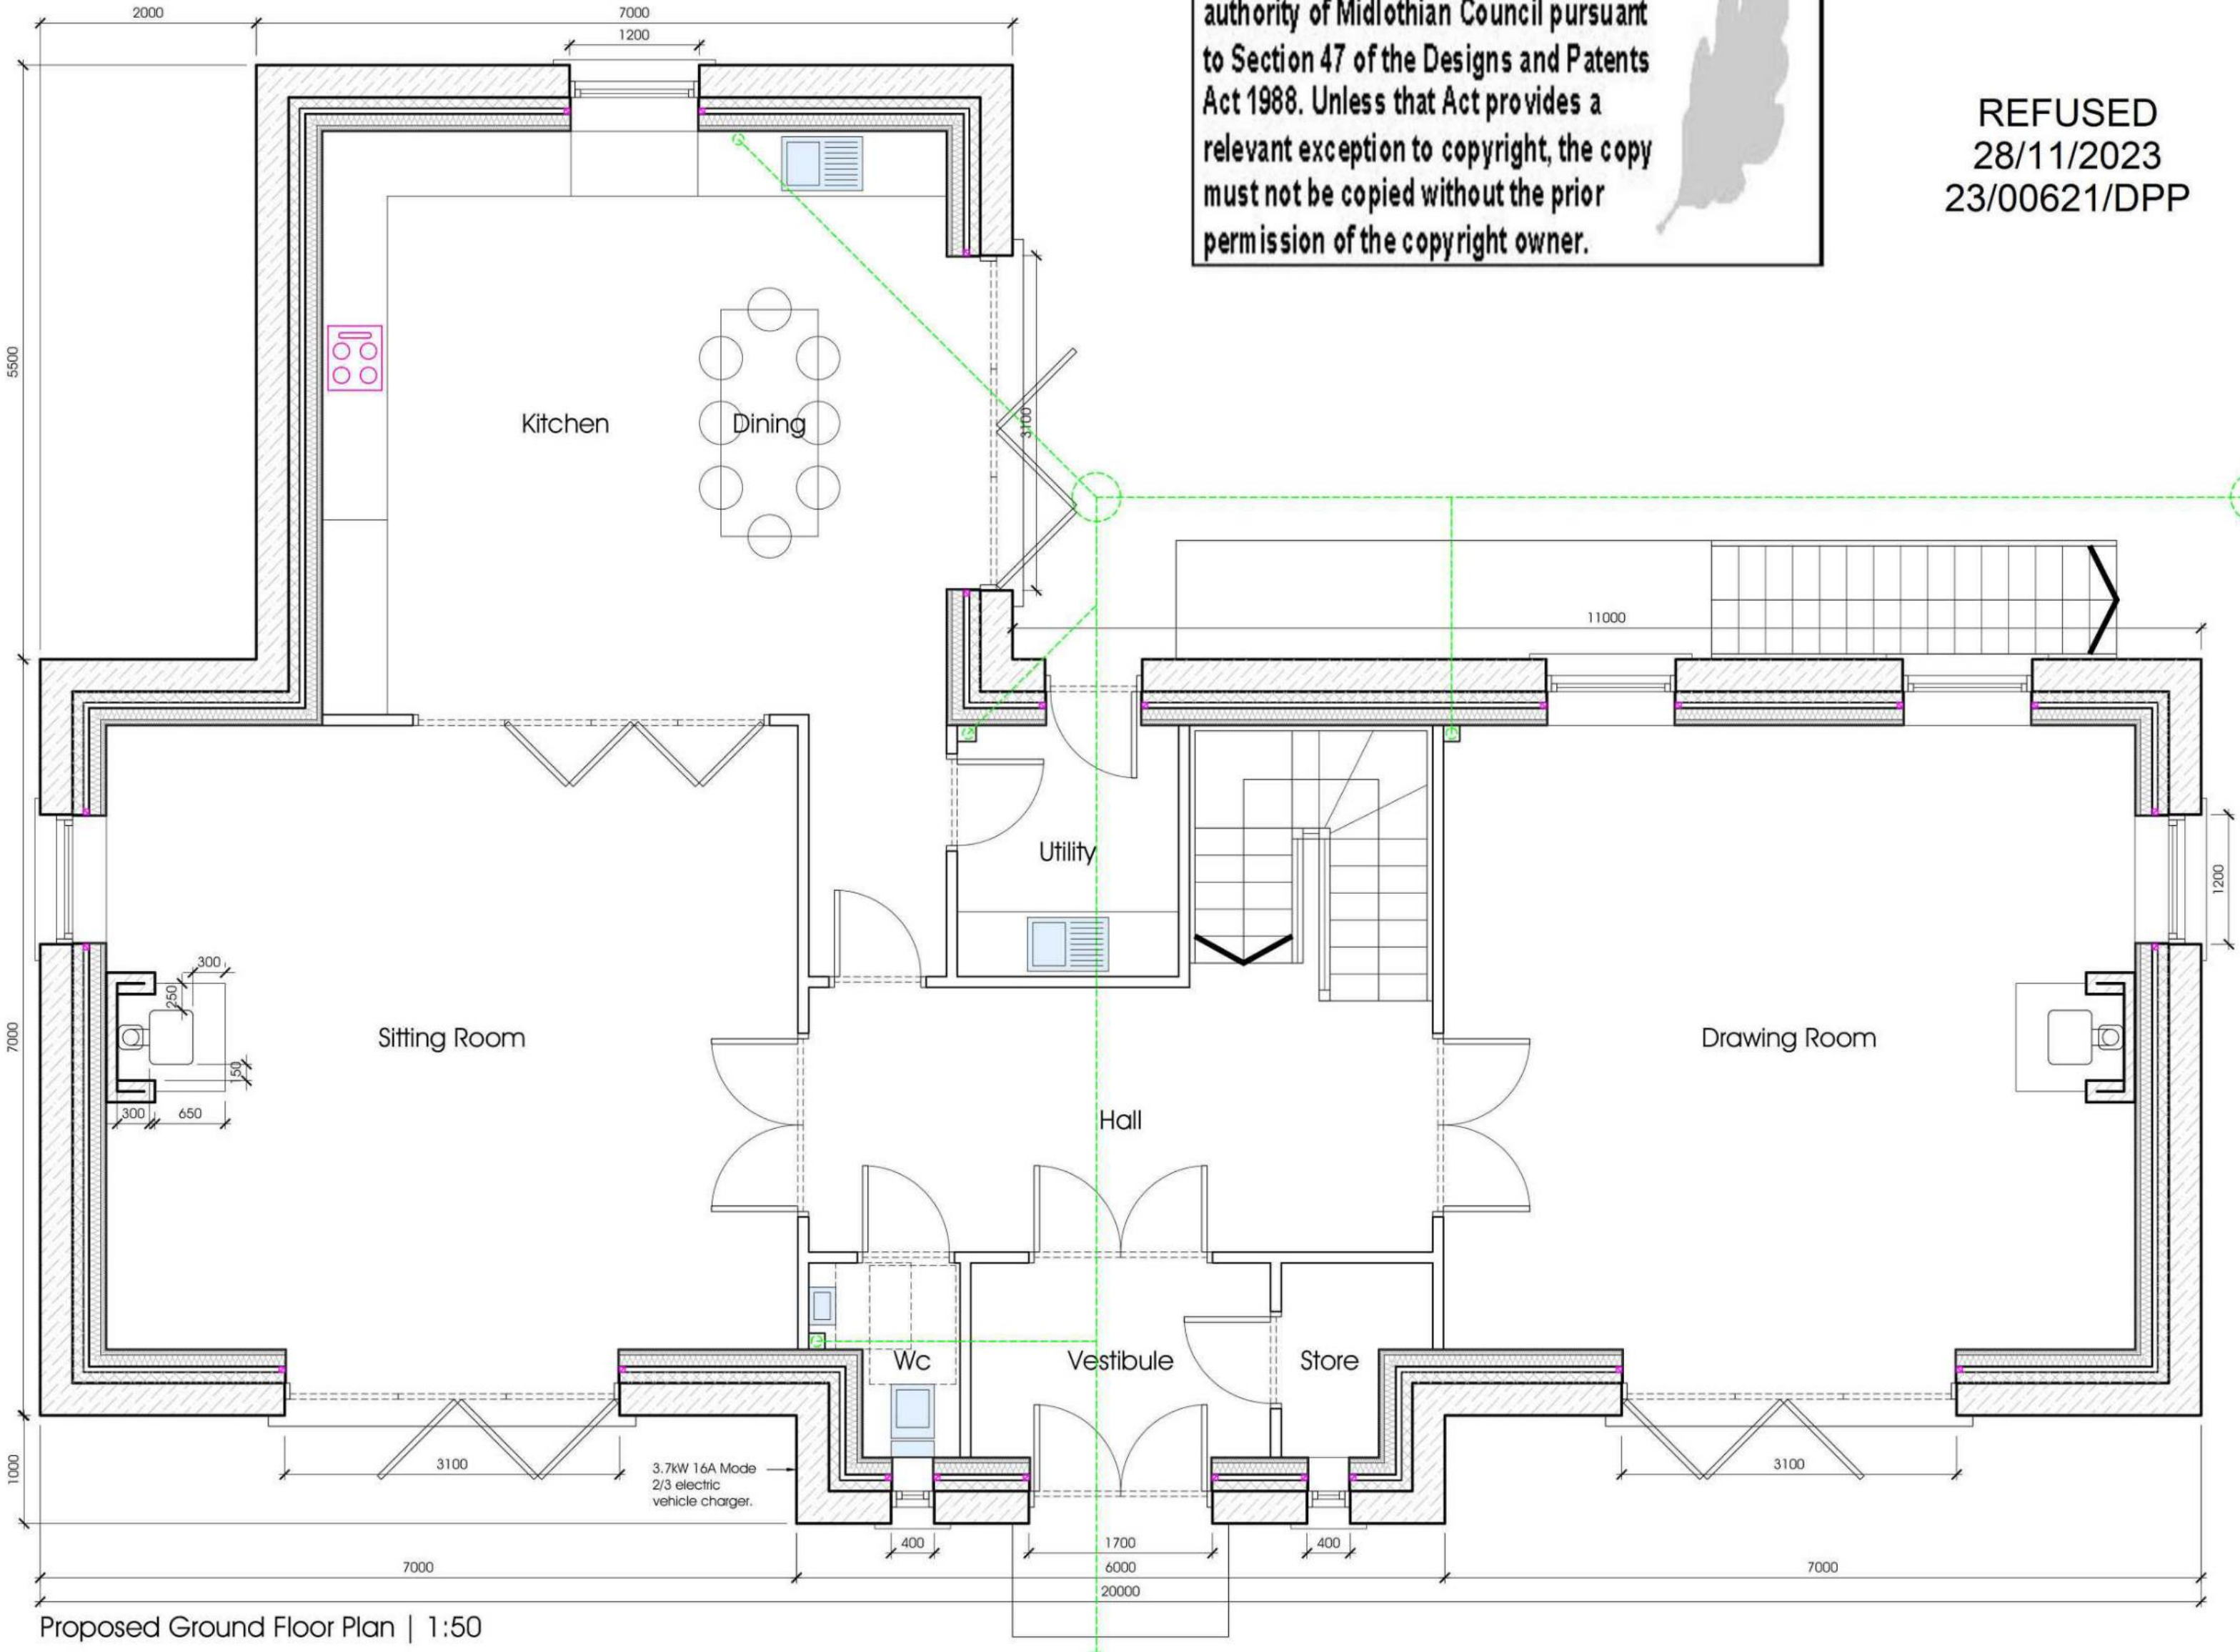 2000
7000
1200
authority of Midlothian Council pursuant
to Section 47 of the Designs and Patents
Act 1988. Unless that Act provides a
relevant exception to copyright, the copy
must not be copied without the prior
permission of the copyright owner.
REFUSED
28/11/2023
23/00621/DPP
5500
Kitchen
Dining
3100
11000
Utility
1200
300
250
7000
Sitting Room
Drawing Room
150
300
650
Hall
Wc
Vestibule
Store
1000
3100
3.7kW 16A Mode
2/3 electric
vehicle charger.
3100
400
1700
400
7000
6000
7000
20000
Proposed Ground Floor Plan | 1:50